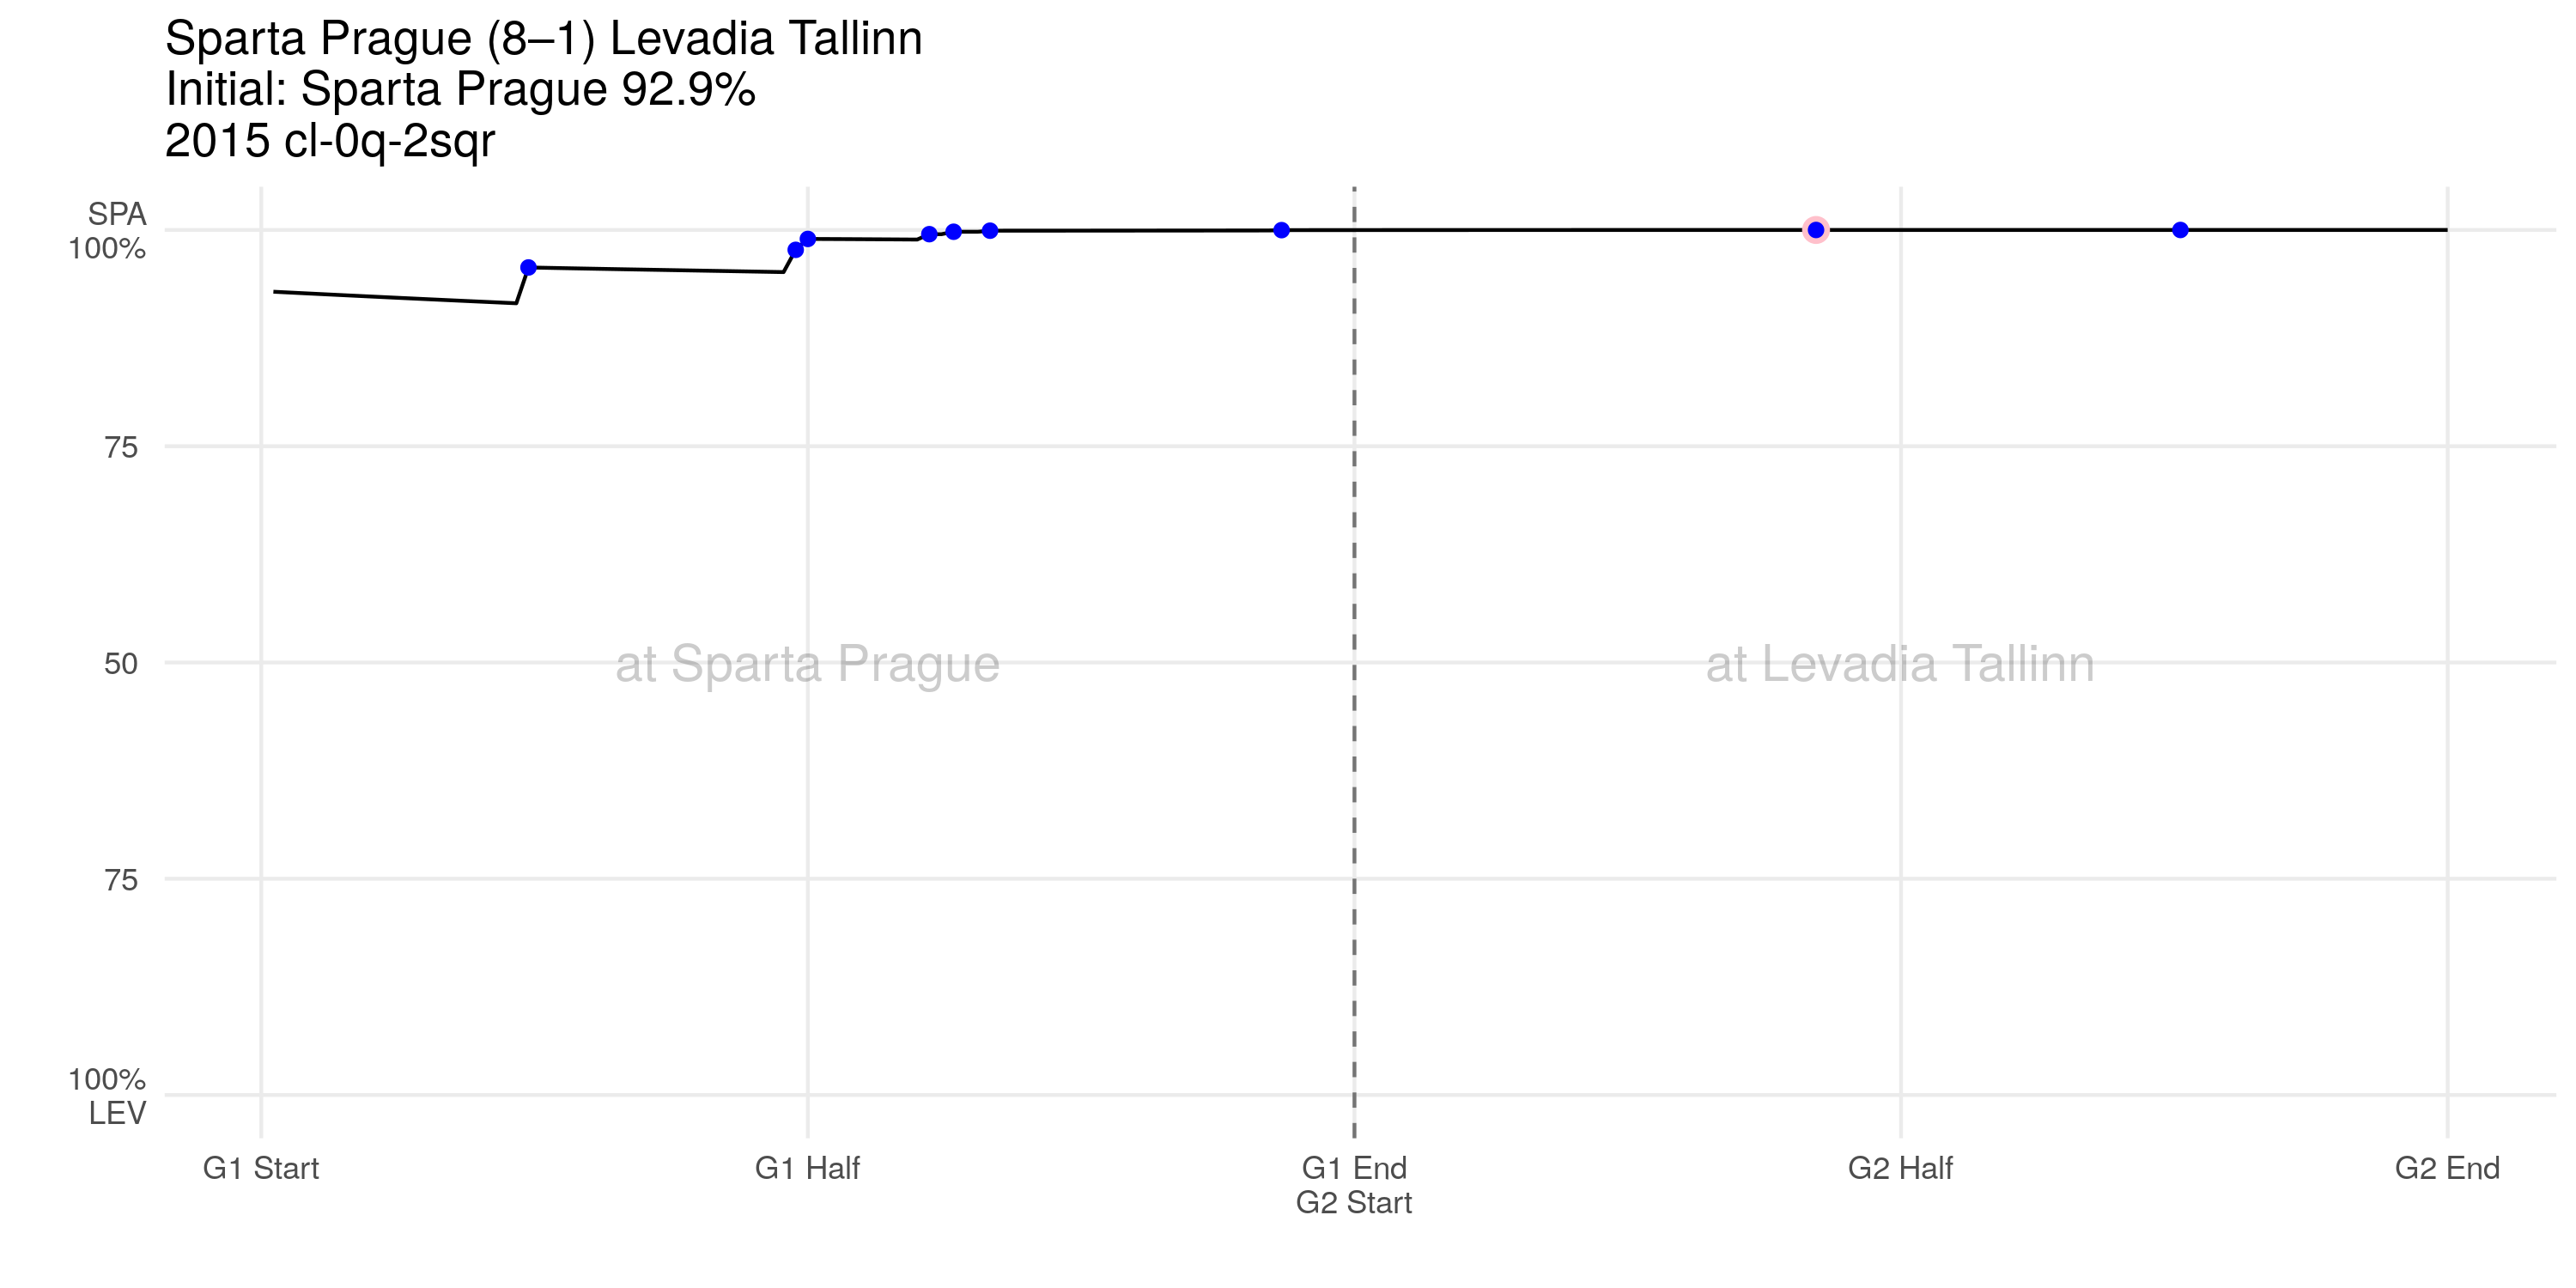 Sparta Prague (8–1) Levadia Tallinn
Initial: Sparta Prague 92.9%
2015 cl-0q-2sqr
SPA
100%
75
50
75
100%
LEV
at Sparta Prague
at Levadia Tallinn
G1 Start
G1 Half
G1 End
G2 Start
G2 Half
G2 End